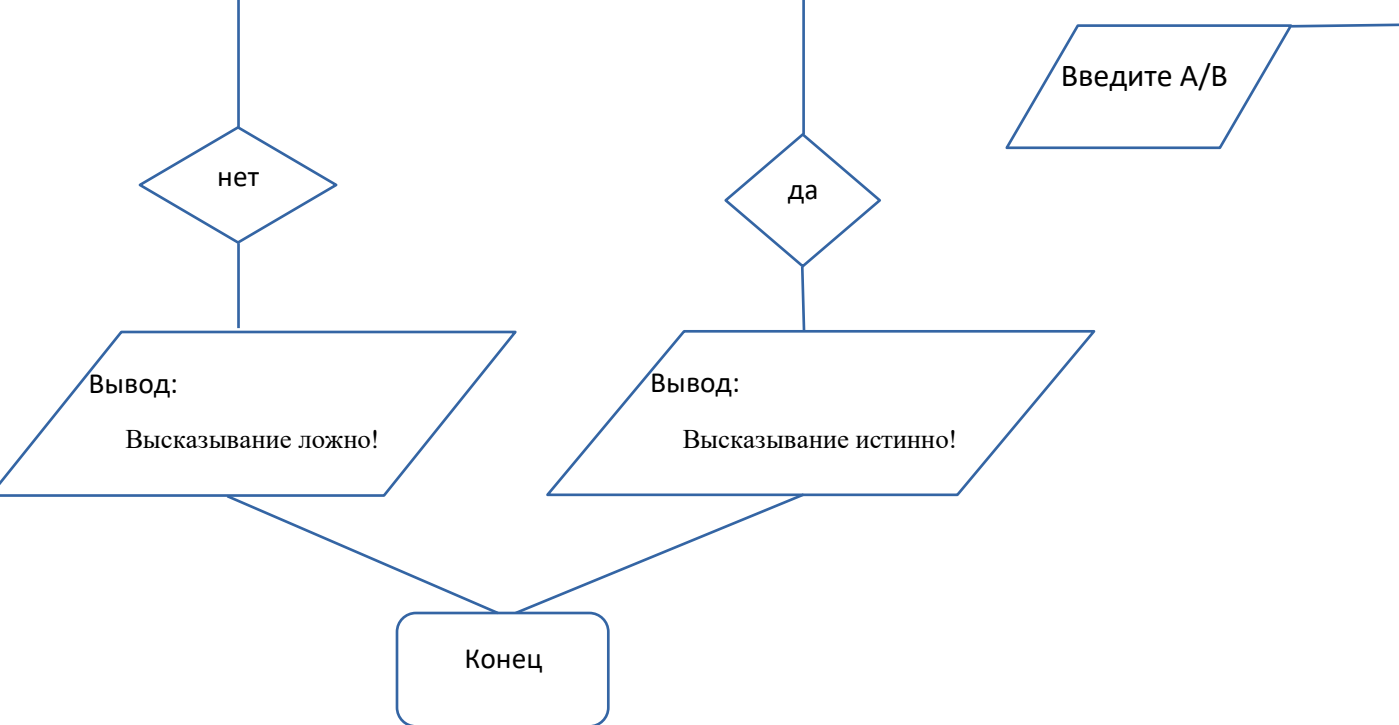 Введите A/B
нет
да
Вывод:
Высказывание ложно!
Вывод:
Высказывание истинно!
Конец